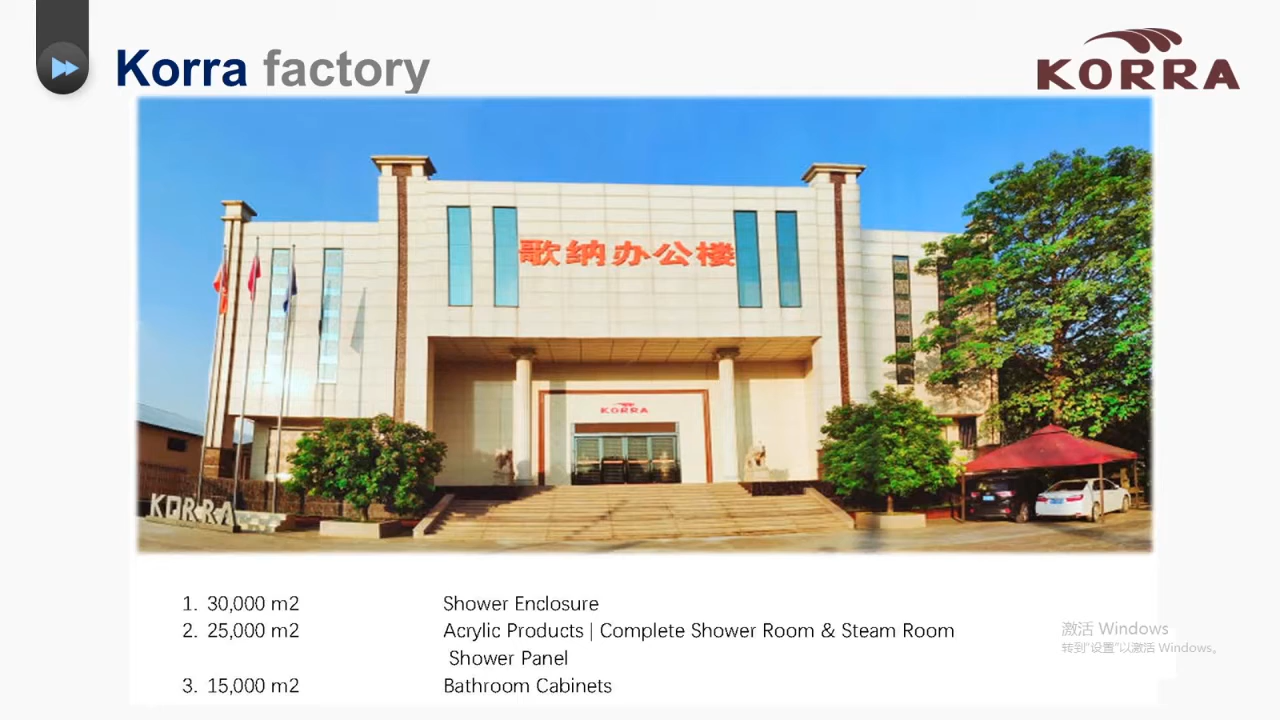 Korra factory
KORRA
歌纳办公楼
KORRA
KORRA
1. 30,000 m2 Shower Enclosure
2. 25,000 m2 Acrylic Products | Complete Shower Room & Steam Room
Shower Panel
3. 15,000 m2 Bathroom Cabinets
激活 Windows
转到"设置"以激活 Windows。